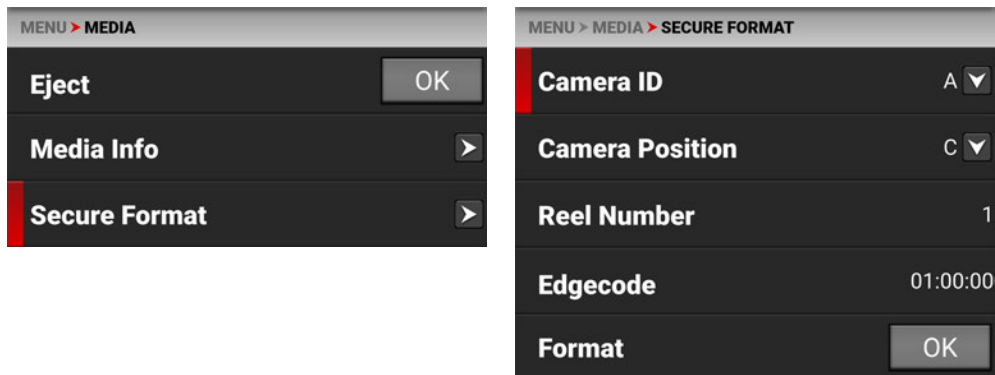 MENU > MEDIA
Eject OK
Media Info
Secure Format
MENU > MEDIA > SECURE FORMAT
Camera ID A
Camera Position C
Reel Number 1
Edgecode 01:00:00
Format OK